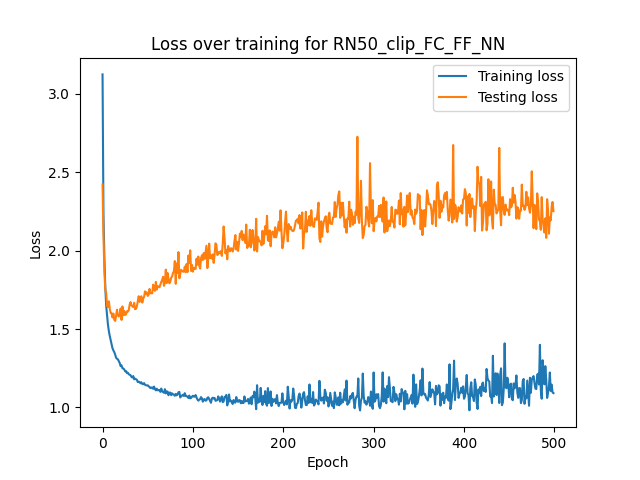 Loss over training for RN50_clip_FC_FF_NN
Training loss
Testing loss
3.0
2.5
2.0
1.5
1.0
Loss
0
100
200
300
400
500
Epoch